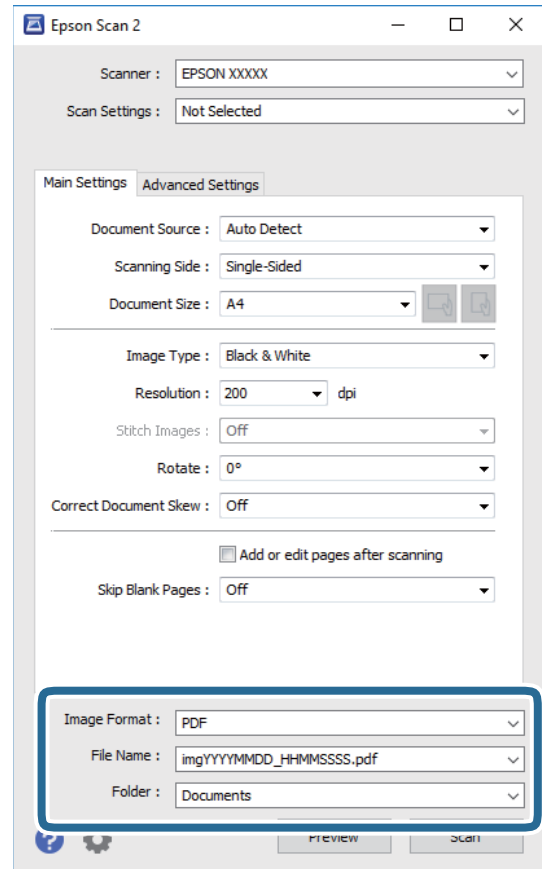 Epson Scan 2
Scanner : EPSON XXXXX
Scan Settings : Not Selected
Main Settings Advanced Settings
Document Source : Auto Detect
Scanning Side : Single-Sided
Document Size : A4
Image Type : Black & White
Resolution : 200 dpi
Stitch Images : Off
Rotate : 0°
Correct Document Skew : Off
Add or edit pages after scanning
Skip Blank Pages : Off
Image Format : PDF
File Name : imgYYYYMMDD_HHMMSSSS.pdf
Folder : Documents
? Preview Scan